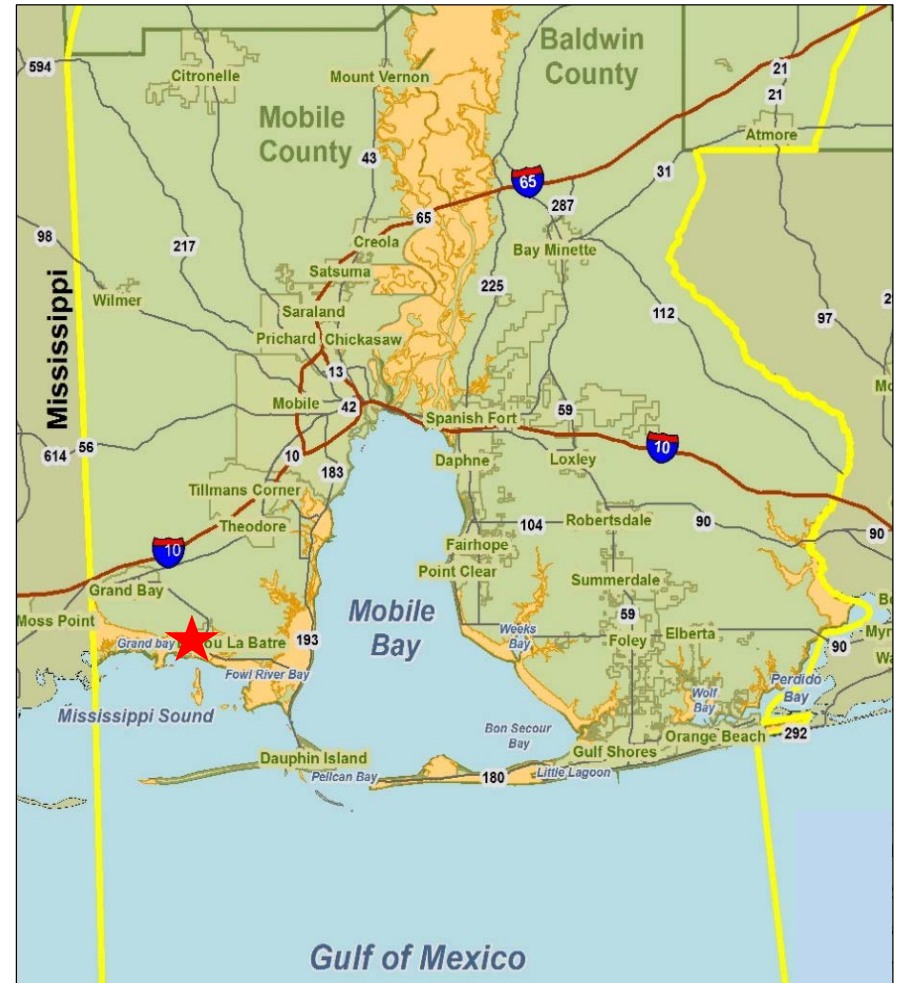 594
Citronelle
Mount Vernon
Baldwin
County
21
21
Atmore
Mobile
County
43
31
65
287
65
98
217
Creola
Bay Minette
Satsuma
225
Wilmer
Saraland
112
97
Mississippi
Prichard
Chickasaw
13
Mobile
42
Spanish Fort
59
614
56
10
Daphne
Loxley
10
183
Tillmans Corner
Theodore
104
Robertsdale
90
90
10
Fairhope
Point Clear
Grand Bay
Summerdale
Mobile
Bay
59
Moss Point
Weeks
Bay
Foley
Elberta
Grand bay
La Batre
193
90
Fowl River Bay
Wolf
Bay
Perdido
Bay
Mississippi Sound
Bon Secour
Bay
Orange Beach
292
Dauphin Island
Gulf Shores
Pelican Bay
180
Little Lagoon
Gulf of Mexico